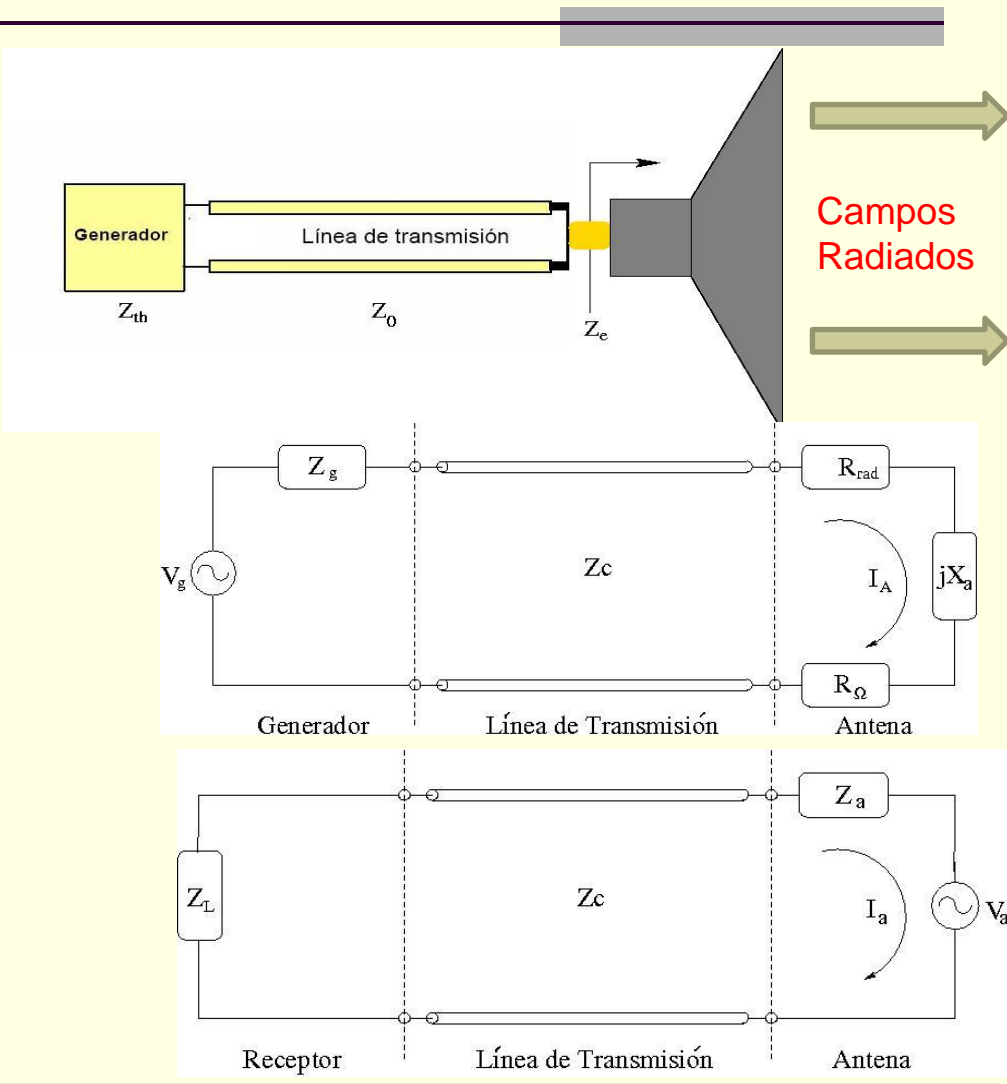 Campos
Radiados
Generador
Línea de transmisión
Zth
Z0
Ze
Zg
Rrad
Vg
Zc
IA
jXa
RΩ
Generador
Línea de Transmisión
Antena
Za
ZL
Zc
Ia
Va
Receptor
Línea de Transmisión
Antena